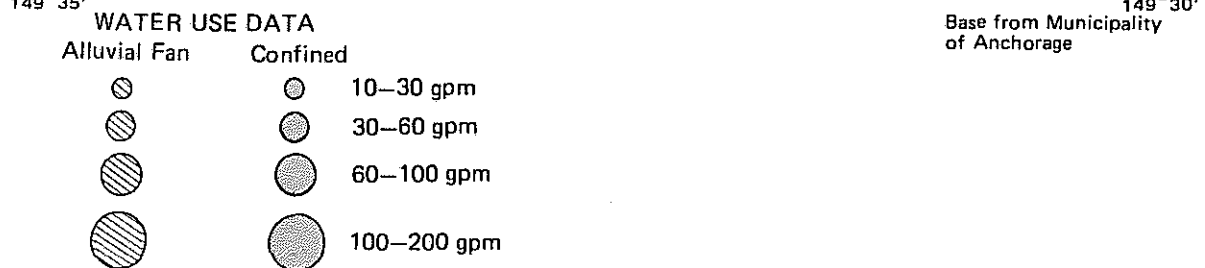 149° 35'
149° 30'
WATER USE DATA
Base from Municipality
of Anchorage
Alluvial Fan Confined
10—30 gpm
30—60 gpm
60—100 gpm
100—200 gpm